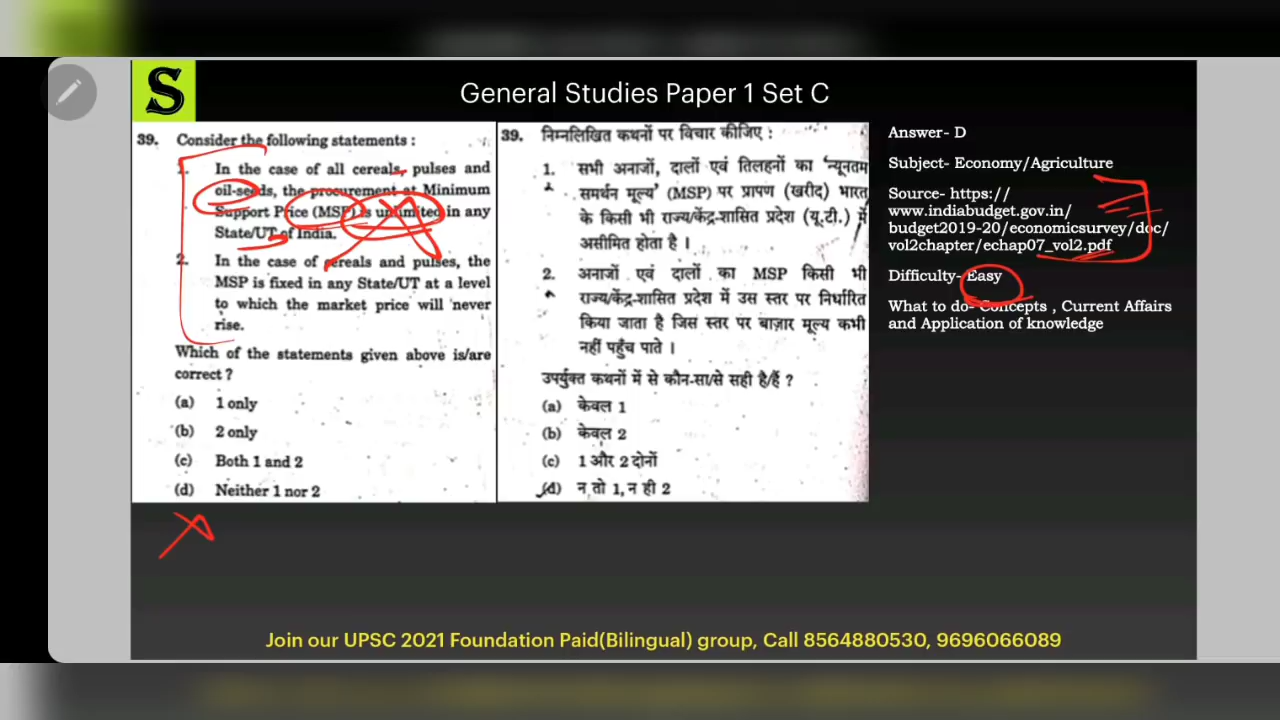 S
General Studies Paper 1 Set C
39. Consider the following statements :
1. In the case of all cereals, pulses and
oil-seeds, the procurement at Minimum
Support Price (MSP) is unlimited in any
State/UT of India.
2. In the case of cereals and pulses, the
MSP is fixed in any State/UT at a level
to which the market price will never
rise.
Which of the statements given above is/are
correct ?
(a) 1 only
(b) 2 only
(c) Both 1 and 2
(d) Neither 1 nor 2
39. निम्नलिखित कथनों पर विचार कीजिए :
1. सभी अनाजों, दालों एवं तिलहनों का 'न्यूनतम
समर्थन मूल्य' (MSP) पर प्रापण (खरीद) भारत
के किसी भी राज्य/केंद्र-शासित प्रदेश (यू.टी.) में
असीमित होता है ।
2. अनाजों एवं दालों का MSP किसी भी
राज्य/केंद्र-शासित प्रदेश में उस स्तर पर निर्धारित
किया जाता है जिस स्तर पर बाज़ार मूल्य कभी
नहीं पहुँच पाते ।
उपर्युक्त कथनों में से कौन-सा/से सही है/हैं ?
(a) केवल 1
(b) केवल 2
(c) 1 और 2 दोनों
(d) न तो 1, न ही 2
Answer- D
Subject- Economy/Agriculture
Source- https://
www.indiabudget.gov.in/
budget2019-20/economicsurvey/doc/
vol2chapter/echap07_vol2.pdf
Difficulty- Easy
What to do- Concepts , Current Affairs
and Application of knowledge
Join our UPSC 2021 Foundation Paid(Bilingual) group, Call 8564880530, 9696066089